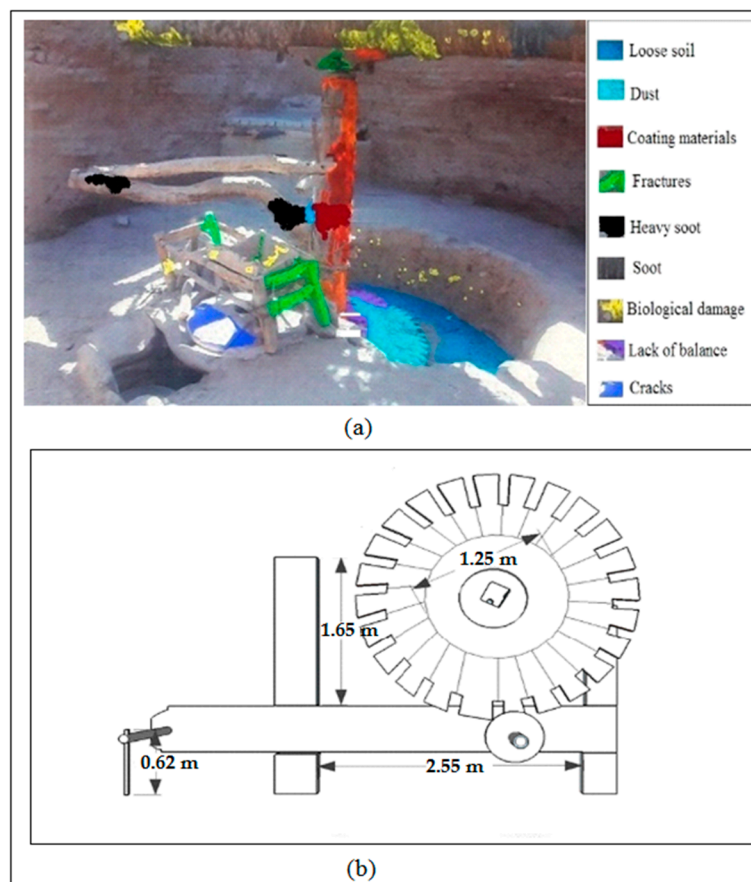 Loose soil
Dust
Coating materials
Fractures
Heavy soot
Soot
Biological damage
Lack of balance
Cracks
(a)
1.25 m
1.65 m
0.62 m
2.55 m
(b)